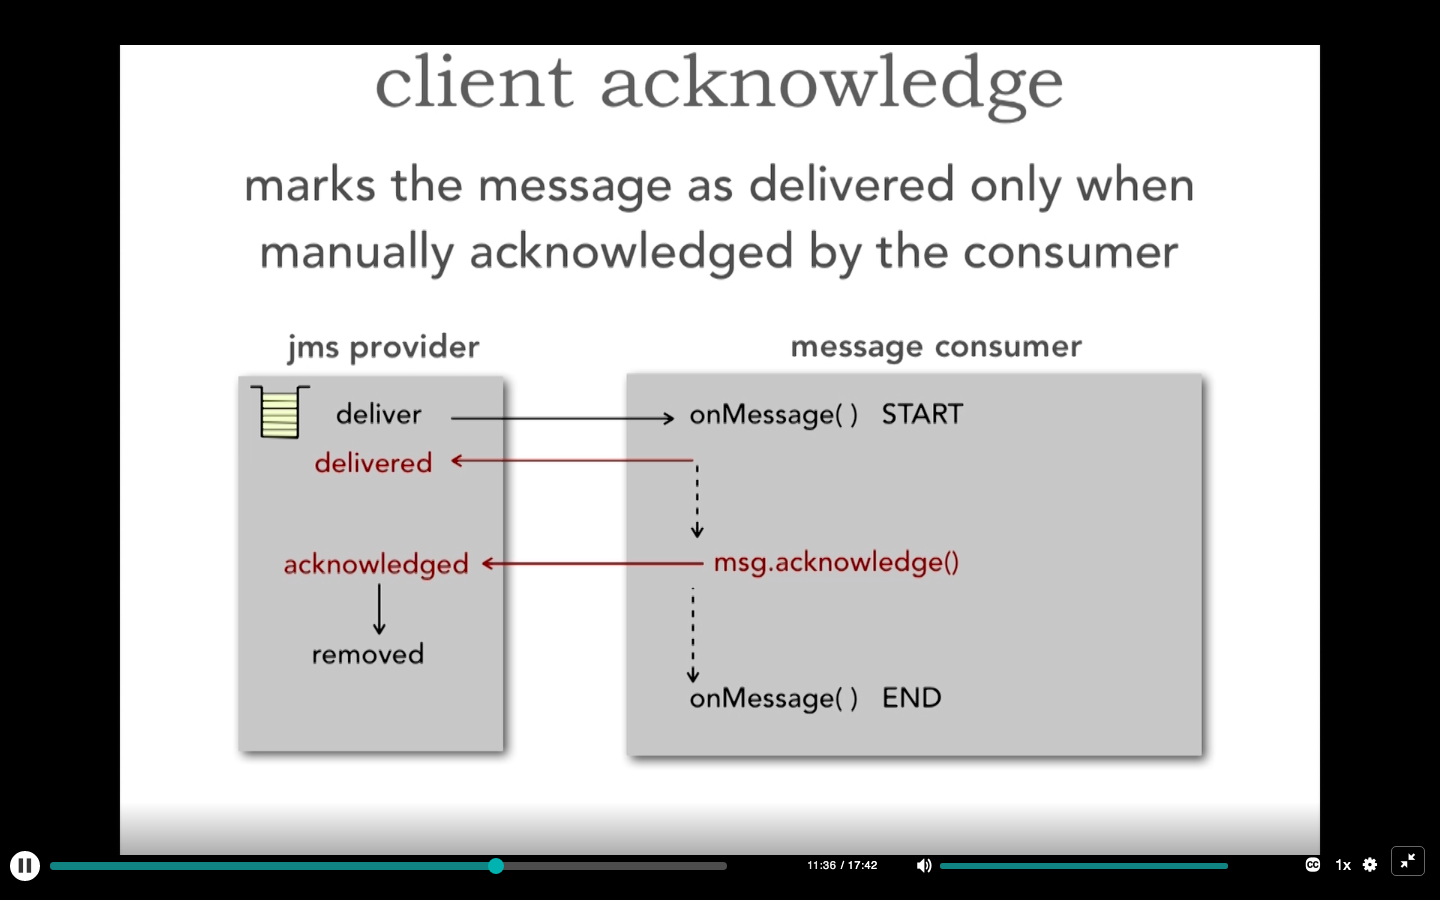 client acknowledge
marks the message as delivered only when
manually acknowledged by the consumer
jms provider
message consumer
deliver
onMessage( ) START
delivered
acknowledged
msg.acknowledge()
removed
onMessage( ) END
11:36 / 17:42
CC
1x